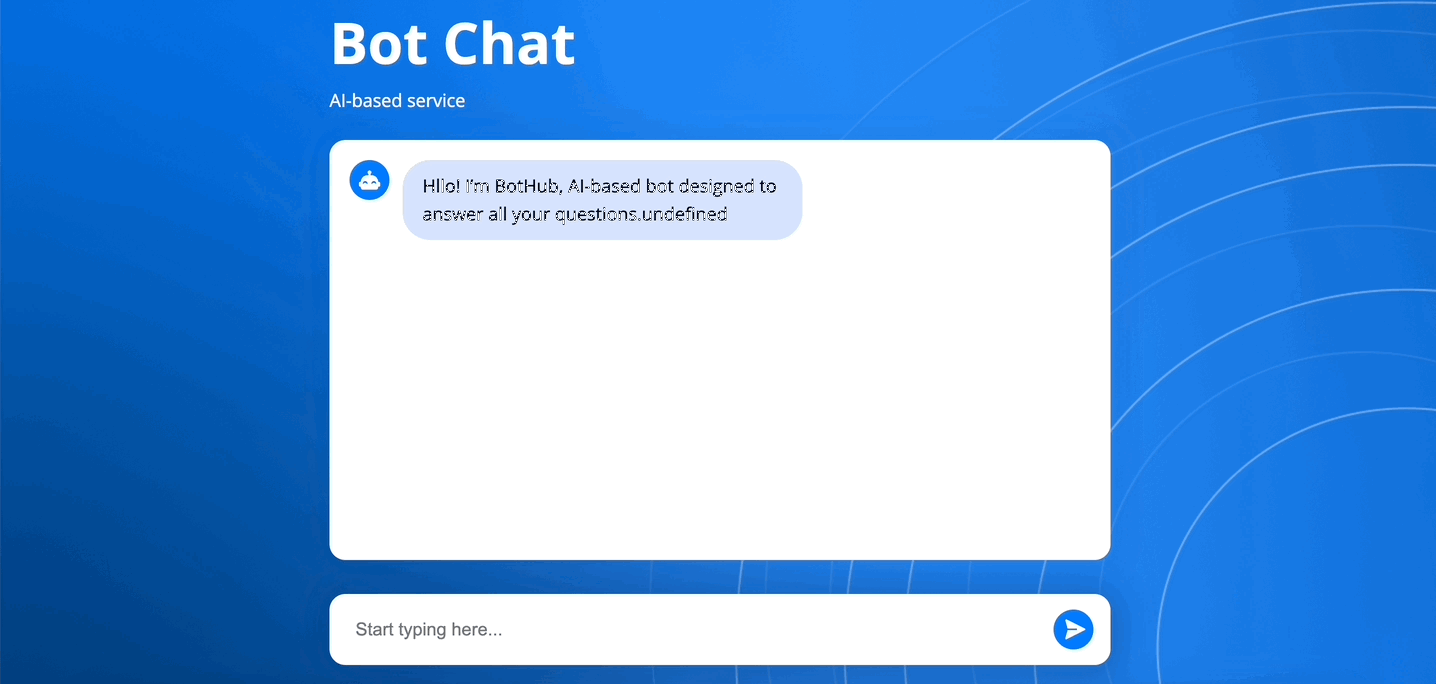 Bot Chat
AI-based service
Hllo! I'm BotHub, AI-based bot designed to
answer all your questions.undefined
Start typing here...